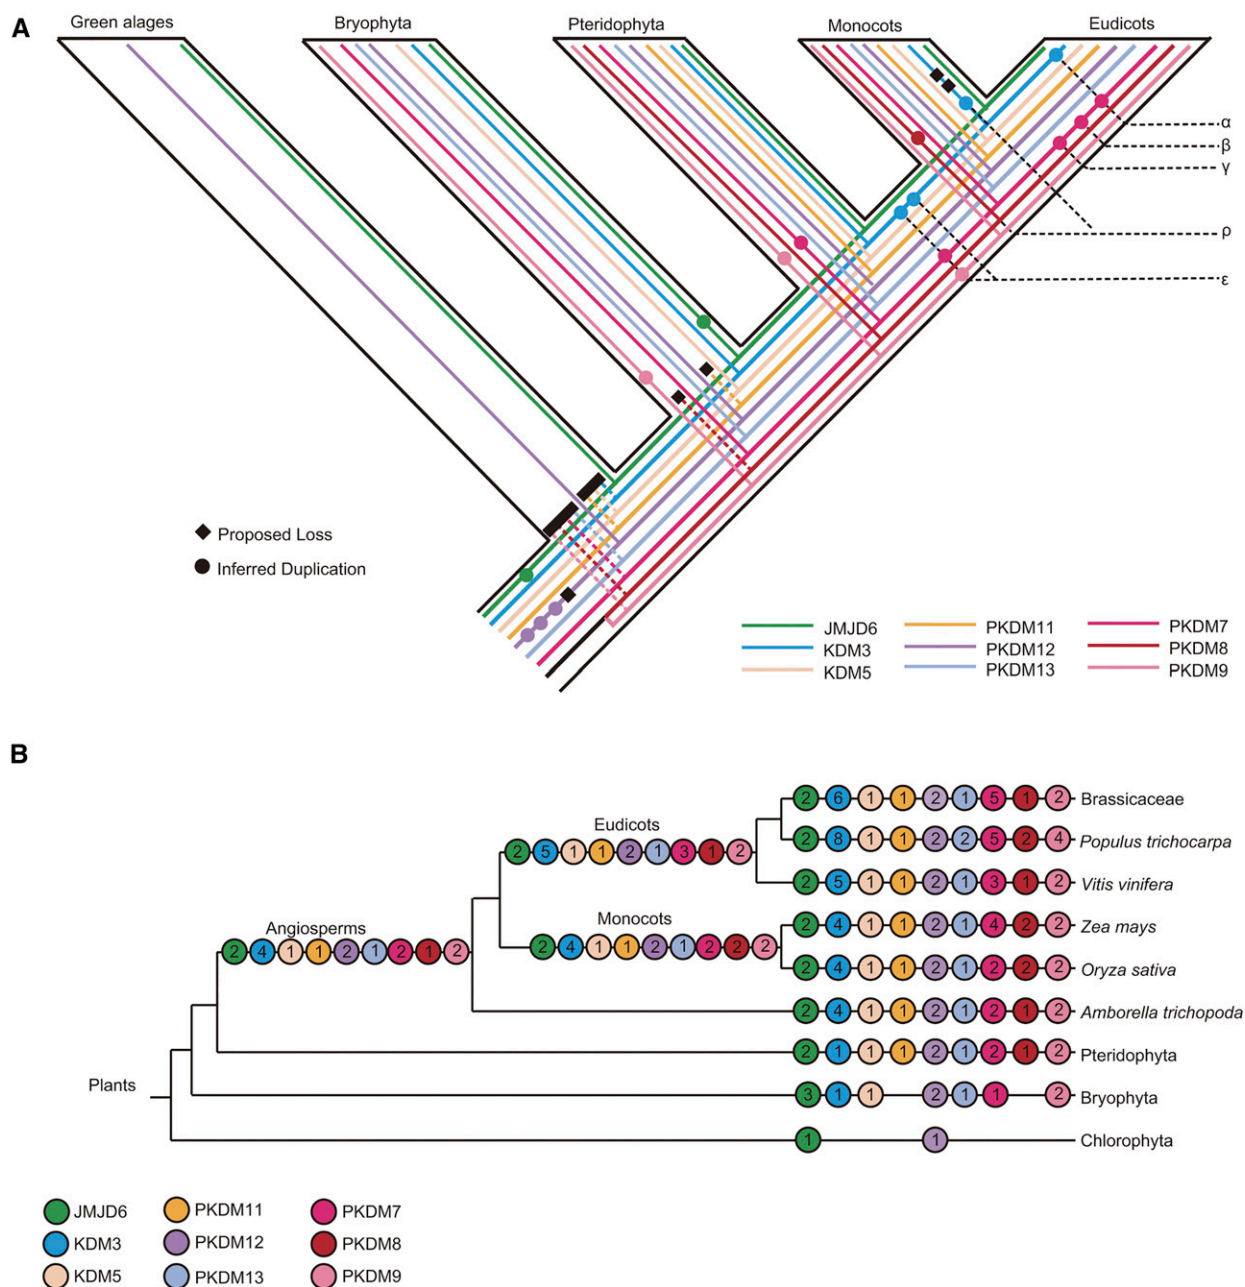 A
Green alages
Bryophyta
Pteridophyta
Monocots
Eudicots
α
β
γ
ρ
ε
Proposed Loss
Inferred Duplication
JMJD6
KDM3
KDM5
PKDM11
PKDM12
PKDM13
PKDM7
PKDM8
PKDM9
B
2 6 1 1 2 1 5 1 2 Brassicaceae
Eudicots
2 5 1 1 2 1 3 1 2
2 8 1 1 2 2 5 2 4 Populus trichocarpa
2 5 1 1 2 1 3 1 2 Vitis vinifera
Monocots
2 4 1 1 2 1 2 2 2
2 4 1 1 2 1 4 2 2 Zea mays
Angiosperms
2 4 1 1 2 1 2 1 2
2 4 1 1 2 1 2 2 2 Oryza sativa
2 4 1 1 2 1 2 1 2 Amborella trichopoda
2 1 1 1 2 1 2 1 2 Pteridophyta
Plants
3 1 1 2 1 1 2 Bryophyta
1 1 Chlorophyta
JMJD6
KDM3
KDM5
PKDM11
PKDM12
PKDM13
PKDM7
PKDM8
PKDM9